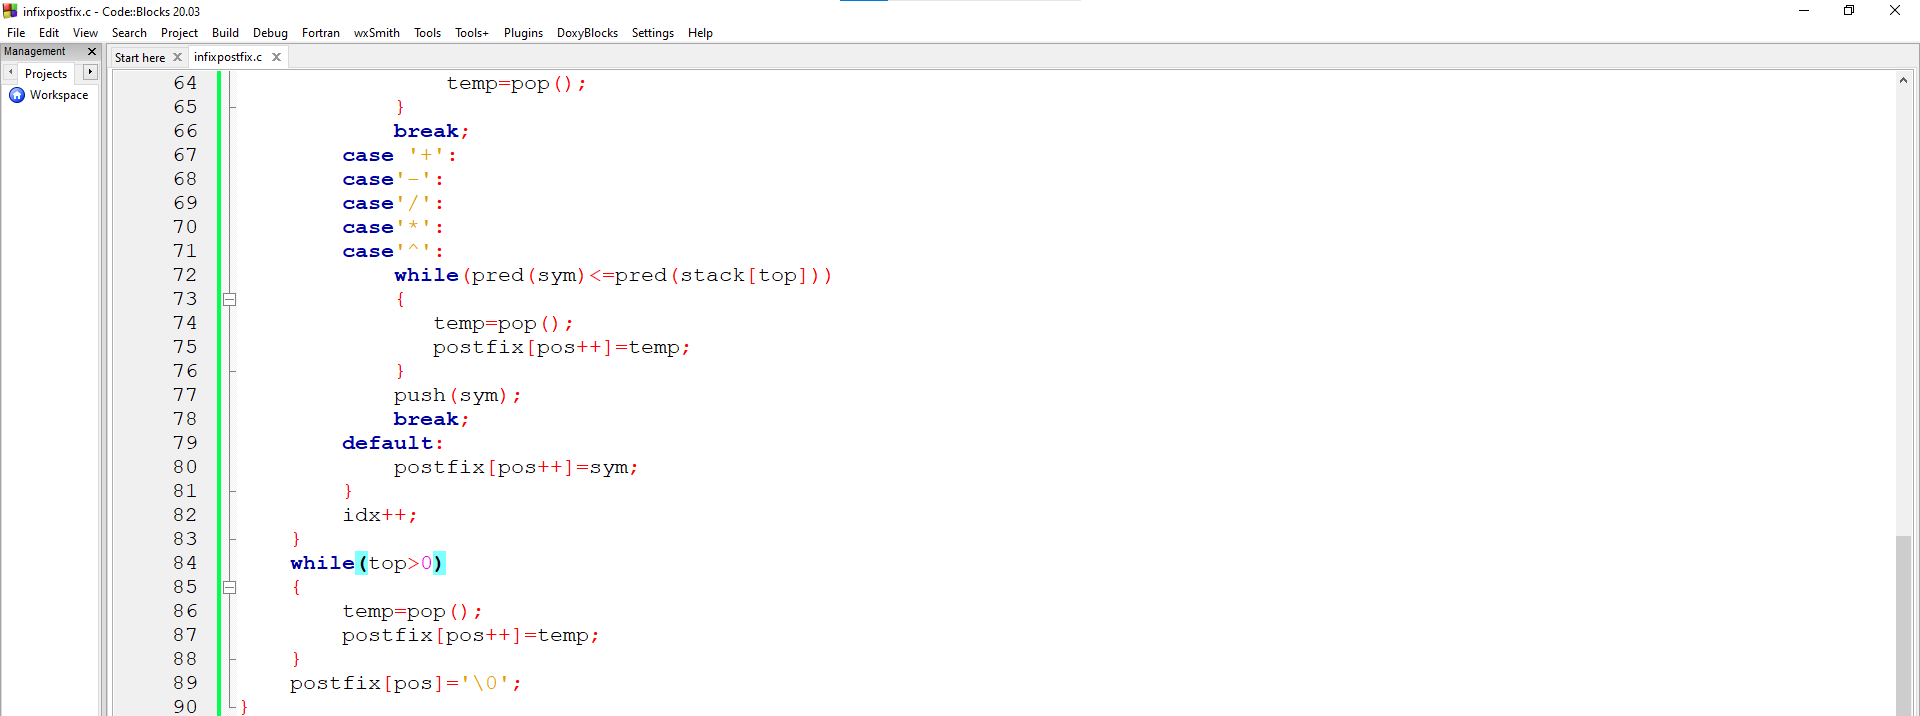 infixpostfix.c - Code::Blocks 20.03
File Edit View Search Project Build Debug Fortran wxSmith Tools Tools+ Plugins DoxyBlocks Settings Help
Management
Start here infixpostfix.c
Projects
Workspace
64 temp=pop();
65 }
66 break;
67 case '+':
68 case'-':
69 case'/':
70 case'*':
71 case'^':
72 while(pred(sym)<=pred(stack[top]))
73 {
74 temp=pop();
75 postfix[pos++]=temp;
76 }
77 push(sym);
78 break;
79 default:
80 postfix[pos++]=sym;
81 }
82 idx++;
83 }
84 while(top>0)
85 {
86 temp=pop();
87 postfix[pos++]=temp;
88 }
89 postfix[pos]='\0';
90 }